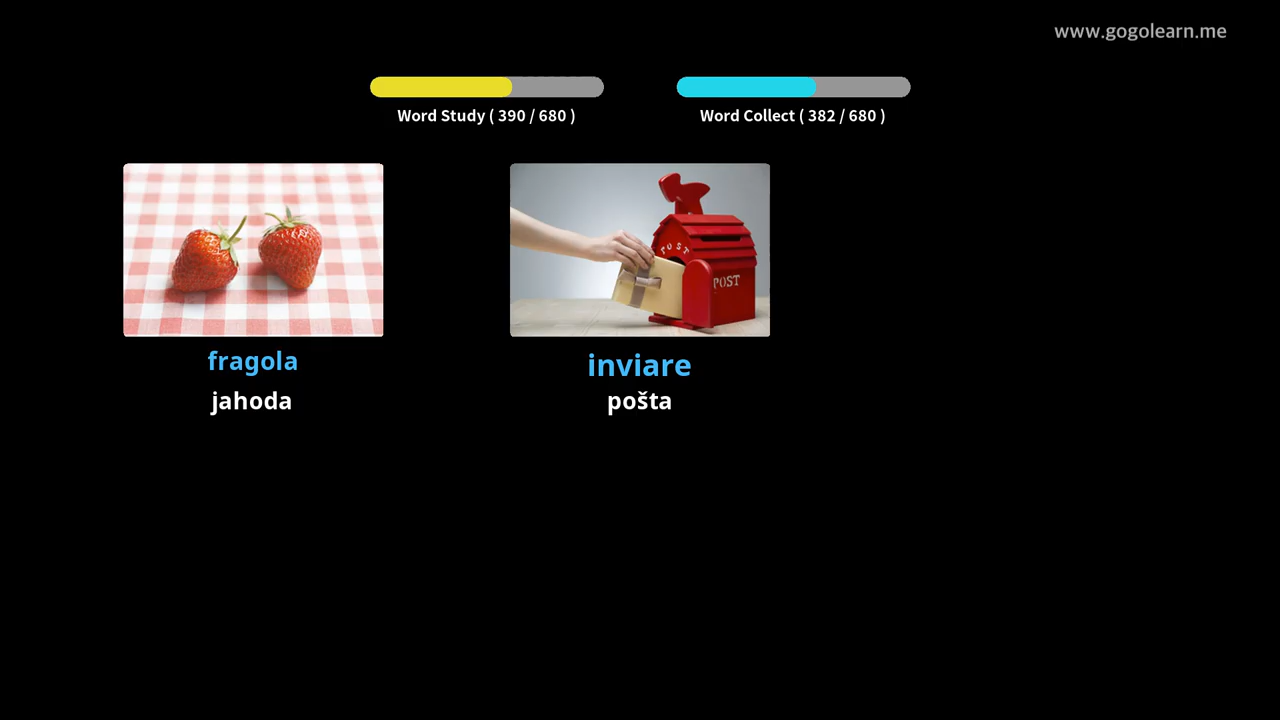 www.gogolearn.me
Word Study ( 390 / 680 )
Word Collect ( 382 / 680 )
POST
POST
fragola
inviare
jahoda
pošta